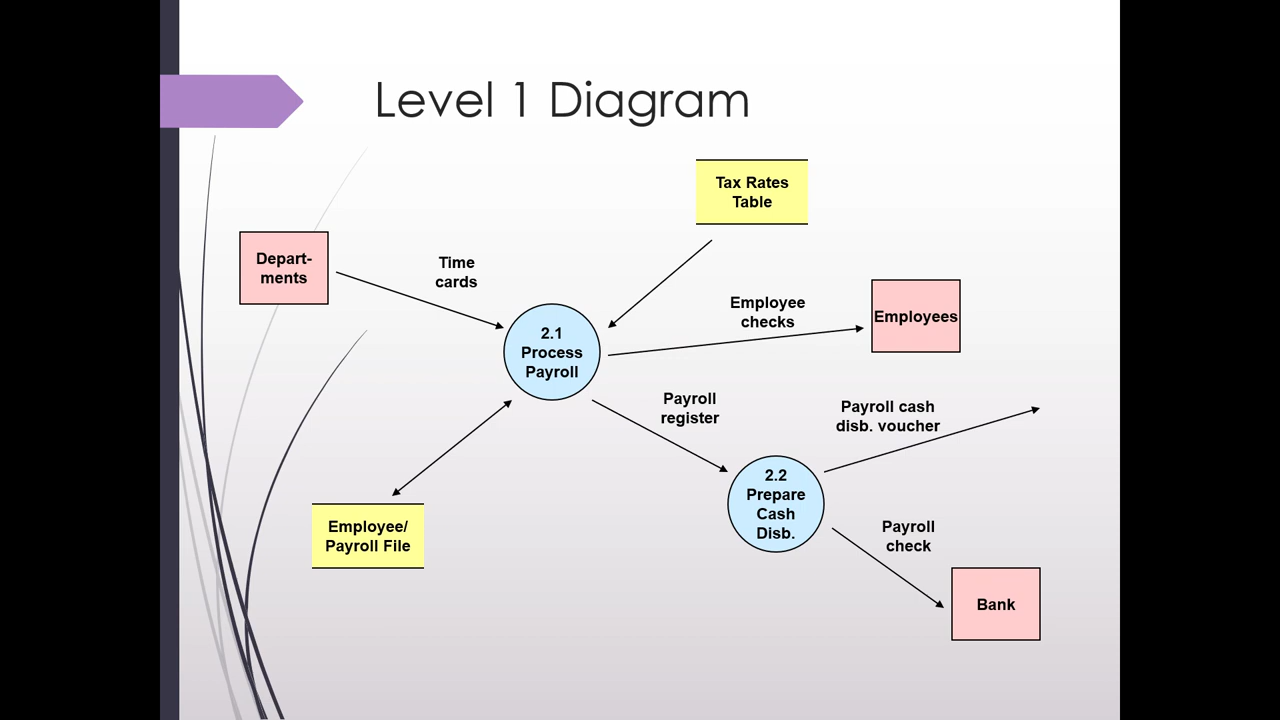 Level 1 Diagram
Tax Rates
Table
Depart-
ments
Time
cards
Employee
checks
Employees
2.1
Process
Payroll
Payroll
register
Payroll cash
disb. voucher
2.2
Prepare
Cash
Disb.
Employee/
Payroll File
Payroll
check
Bank